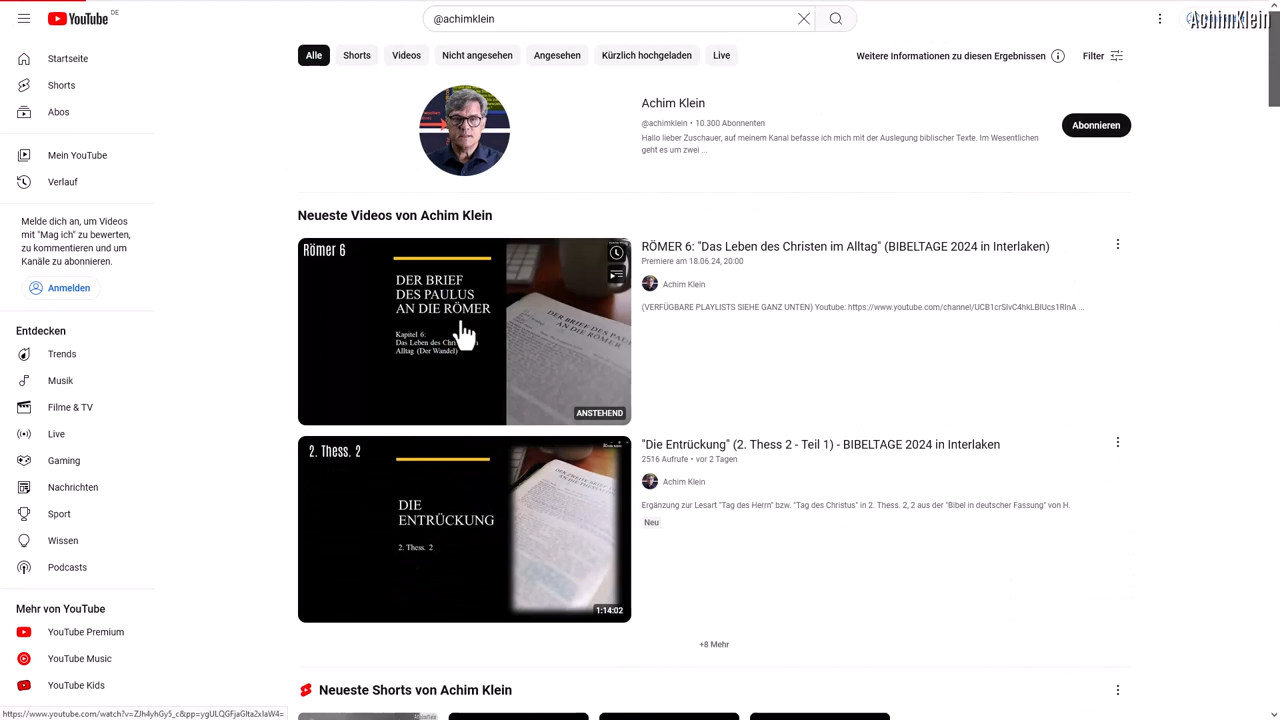 YouTube DE
@achimklein
AchimKlein
Alle
Shorts
Videos
Nicht angesehen
Angesehen
Kürzlich hochgeladen
Live
Weitere Informationen zu diesen Ergebnissen
Filter
Startseite
Shorts
Abos
Mein YouTube
Verlauf
Melde dich an, um Videos
mit "Mag ich" zu bewerten,
zu kommentieren und um
Kanäle zu abonnieren.
Anmelden
Entdecken
Trends
Musik
Filme & TV
Live
Gaming
Nachrichten
Sport
Wissen
Podcasts
Mehr von YouTube
YouTube Premium
YouTube Music
YouTube Kids
Achim Klein
@achimklein • 10.300 Abonnenten
Hallo lieber Zuschauer, auf meinem Kanal befasse ich mich mit der Auslegung biblischer Texte. Im Wesentlichen
geht es um zwei ...
Abonnieren
Neueste Videos von Achim Klein
Römer 6
DER BRIEF
DES PAULUS
AN DIE RÖMER
Kapitel 6:
Das Leben des
Alltag (Der Wandel)
ANSTEHEND
RÖMER 6: "Das Leben des Christen im Alltag" (BIBELTAGE 2024 in Interlaken)
Premiere am 18.06.24, 20:00
Achim Klein
(VERFÜGBARE PLAYLISTS SIEHE GANZ UNTEN) Youtube:
2. Thess. 2
DIE
ENTRÜCKUNG
2. Thess. 2
1:14:02
"Die Entrückung" (2. Thess 2 - Teil 1) - BIBELTAGE 2024 in Interlaken
2516 Aufrufe • vor 2 Tagen
Achim Klein
Ergänzung zur Lesart "Tag des Herrn" bzw. "Tag des Christus" in 2. Thess. 2, 2 aus der "Bibel in deutscher Fassung" von H.
Neu
+8 Mehr
Neueste Shorts von Achim Klein